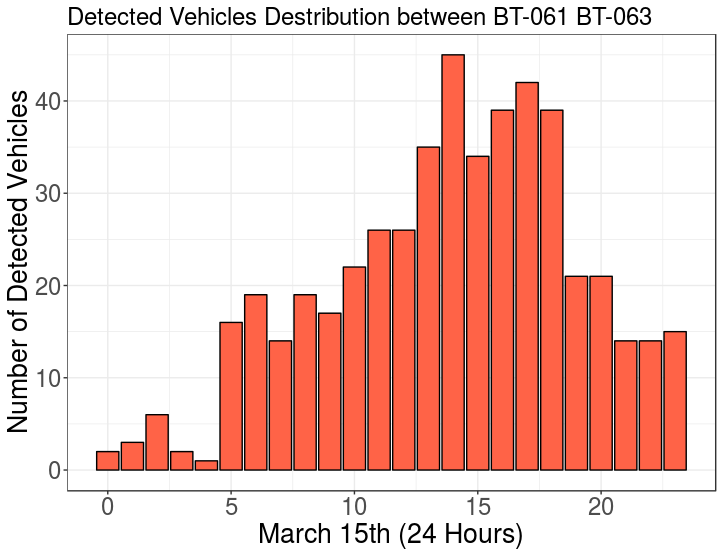 Detected Vehicles Destribution between BT-061 BT-063
Number of Detected Vehicles
40
30
20
10
0
0 5 10 15 20
March 15th (24 Hours)